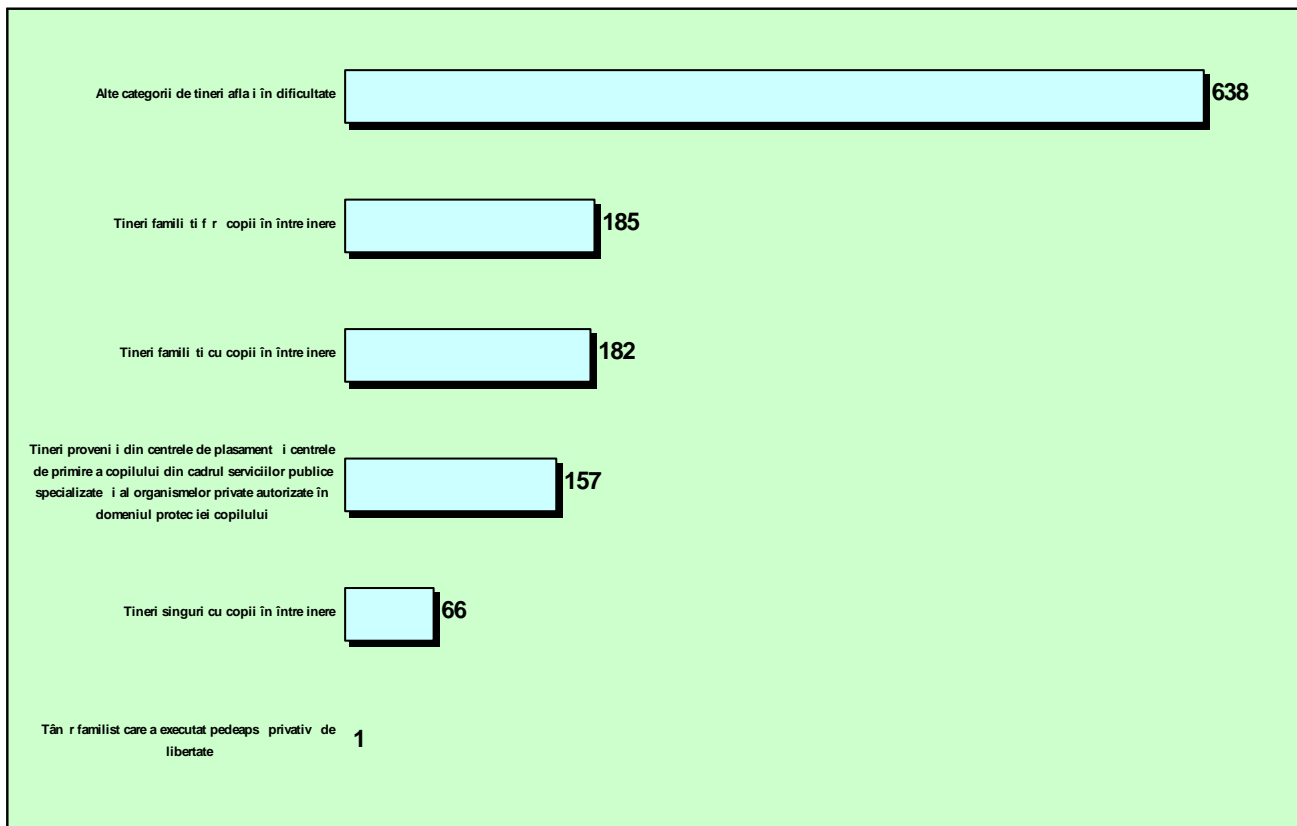 Alte categorii de tineri afla i în dificultate
638
Tineri famili ti f r copii în între inere
185
Tineri famili ti cu copii în între inere
182
Tineri proveni i din centrele de plasament i centrele
de primire a copilului din cadrul serviciilor publice
specializate i al organismelor private autorizate în
domeniul protec iei copilului
157
Tineri singuri cu copii în între inere
66
Tân r familist care a executat pedeaps privativ de
libertate
1